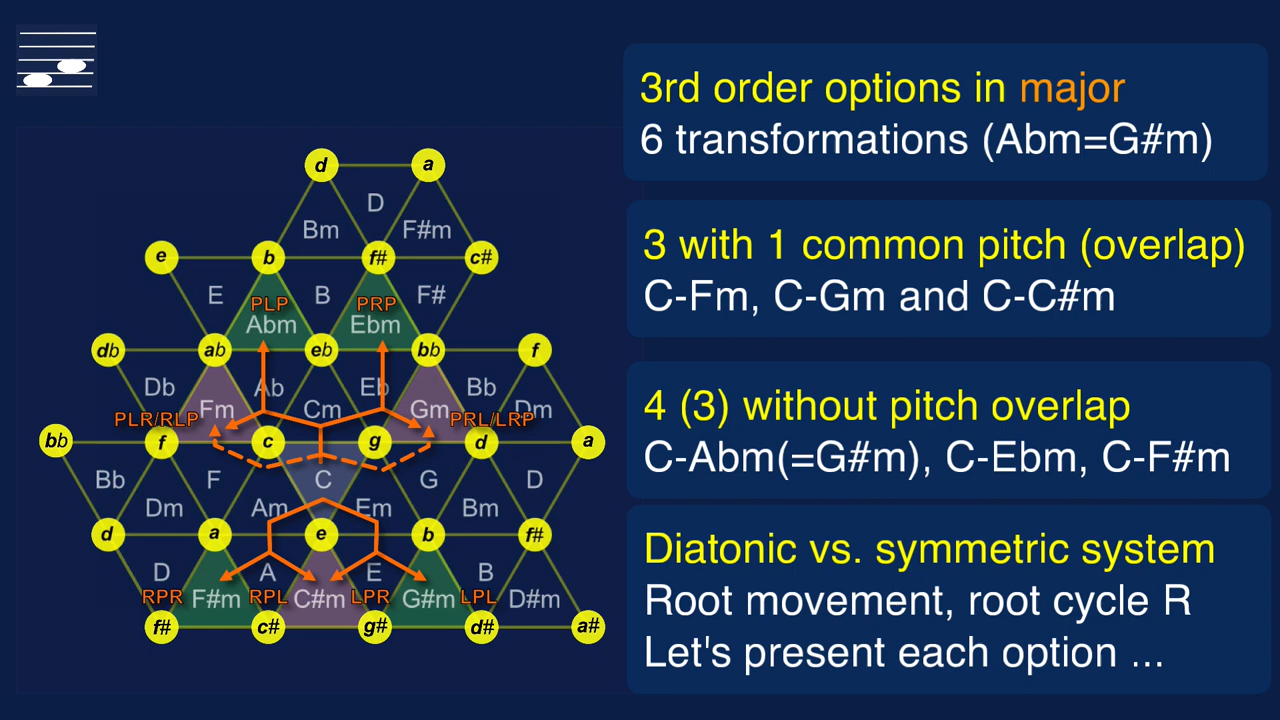 3rd order options in major
6 transformations (Abm=G#m)
3 with 1 common pitch (overlap)
C-Fm, C-Gm and C-C#m
4 (3) without pitch overlap
C-Abm(=G#m), C-Ebm, C-F#m
Diatonic vs. symmetric system
Root movement, root cycle R
Let's present each option ...
d a
D
Bm F#m
e b f# c#
E B F#
PLP PRP
Abm Ebm
db ab eb bb f
Db Ab Eb Bb
Fm Cm Gm Dm
PLR/RLP PRL/LRP
bb f c g d a
Bb F C G D
Dm Am Em Bm
d a e b f#
D A E B
RPR F#m RPL C#m LPR G#m LPL D#m
f# c# g# d# a#